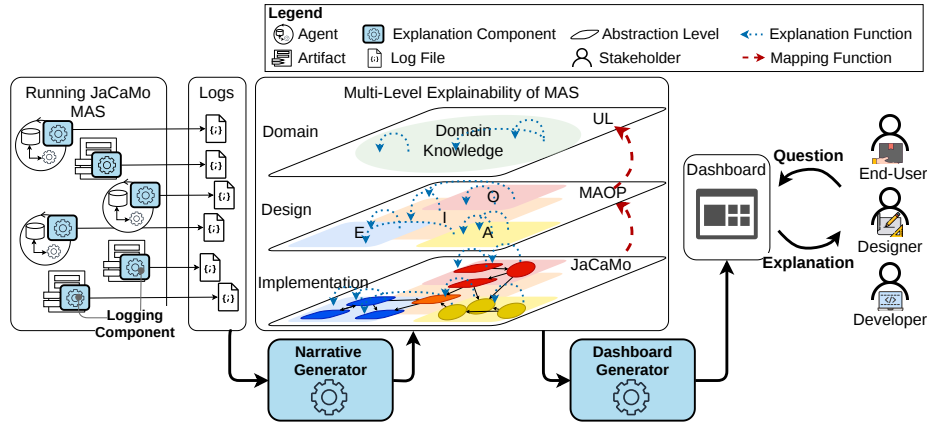 Legend
Agent
Explanation Component
Abstraction Level
Explanation Function
Artifact
{;}
Log File
Stakeholder
Mapping Function
Running JaCaMo
MAS
Logs
Multi-Level Explainability of MAS
{;}
{;}
{;}
{;}
{;}
{;}
Logging
Component
Domain
UL
Domain
Knowledge
Design
MAOP
O
I
E
A
Implementation
JaCaMo
Dashboard
Question
Explanation
End-User
Designer
</>
Developer
Narrative
Generator
Dashboard
Generator